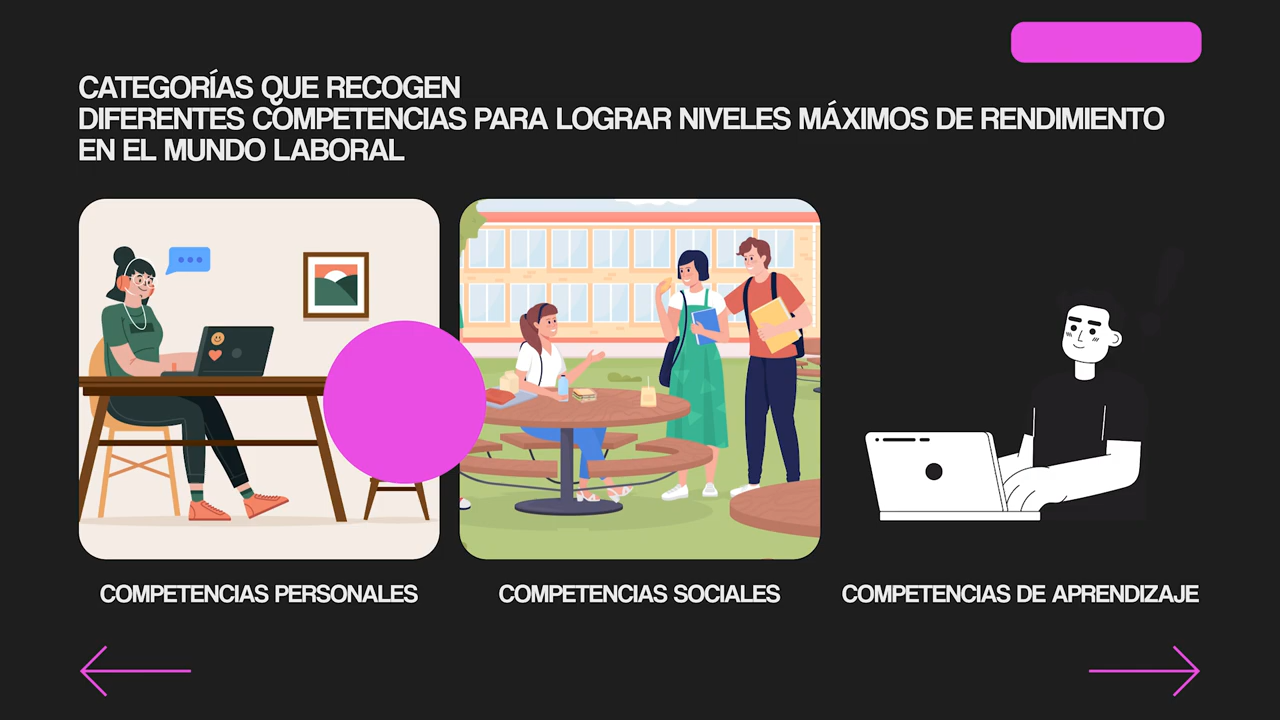 CATEGORÍAS QUE RECOGEN
DIFERENTES COMPETENCIAS PARA LOGRAR NIVELES MÁXIMOS DE RENDIMIENTO
EN EL MUNDO LABORAL
COMPETENCIAS PERSONALES
COMPETENCIAS SOCIALES
COMPETENCIAS DE APRENDIZAJE